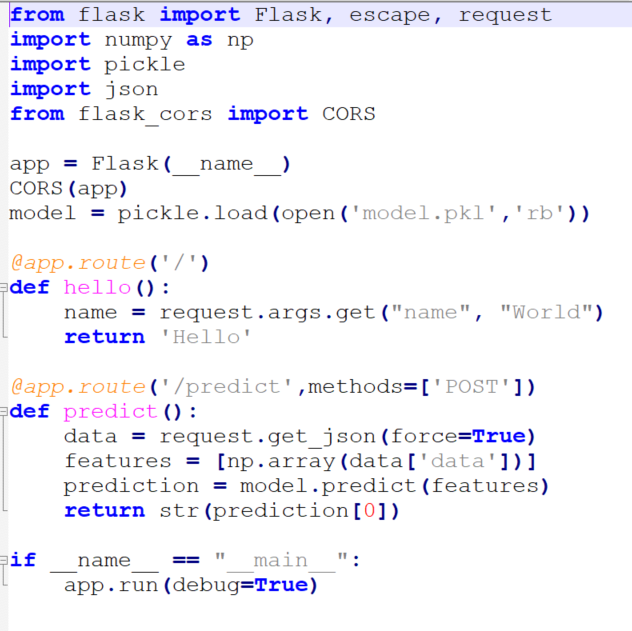 from flask import Flask, escape, request
import numpy as np
import pickle
import json
from flask_cors import CORS

app = Flask(__name__)
CORS(app)
model = pickle.load(open('model.pkl','rb'))

@app.route('/')
def hello():
    name = request.args.get("name", "World")
    return 'Hello'

@app.route('/predict',methods=['POST'])
def predict():
    data = request.get_json(force=True)
    features = [np.array(data['data'])]
    prediction = model.predict(features)
    return str(prediction[0])

if __name__ == "__main__":
    app.run(debug=True)